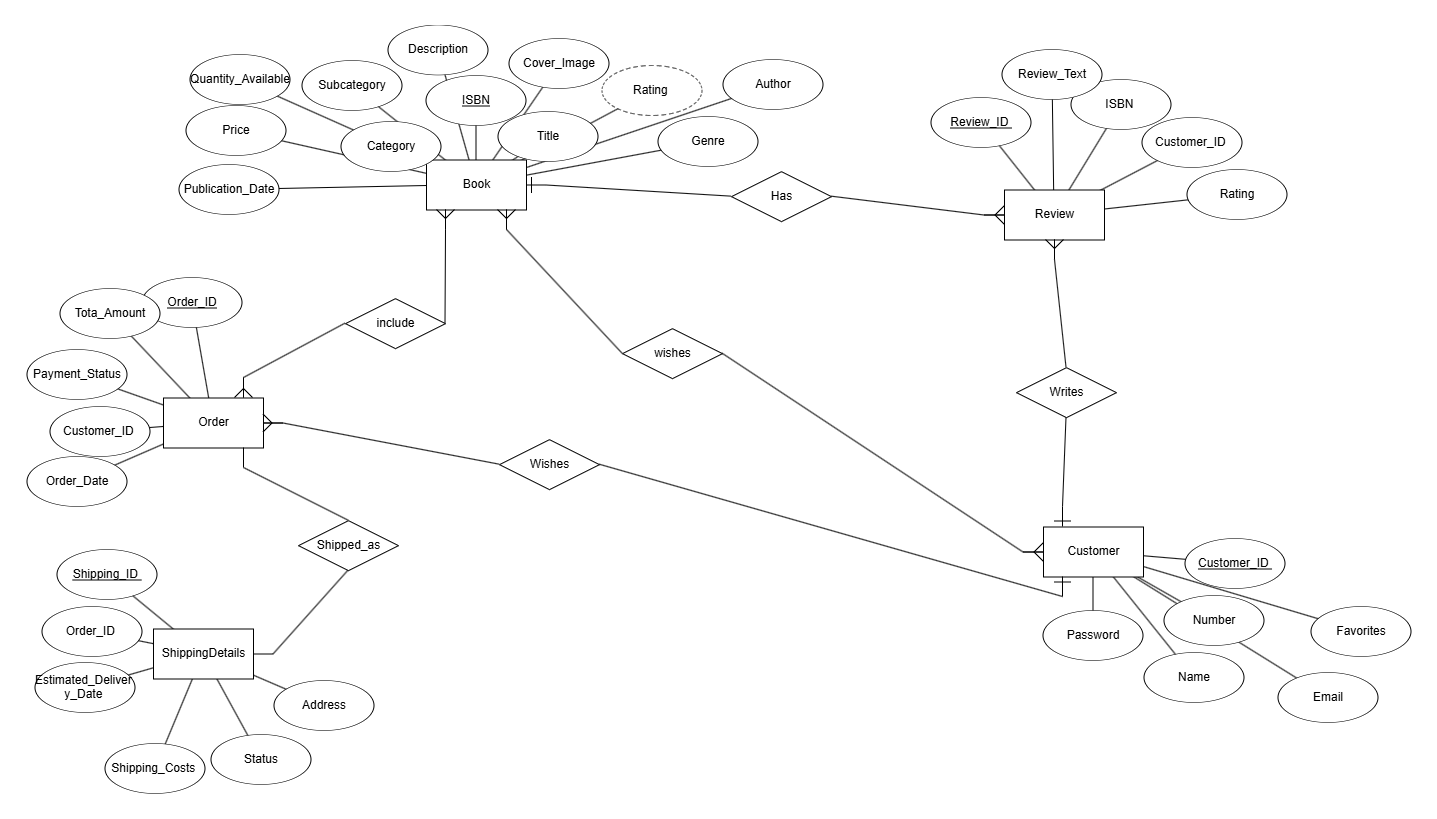 Description
Cover_Image
Quantity_Available
Subcategory
ISBN
Rating
Author
Price
Category
Title
Genre
Publication_Date
Book
Review_Text
ISBN
Review_ID
Customer_ID
Rating
Has
Review
Order_ID
Tota_Amount
include
wishes
Payment_Status
Writes
Customer_ID
Order
Order_Date
Wishes
Shipped_as
Customer
Customer_ID
Shipping_ID
Number
Favorites
Password
Order_ID
ShippingDetails
Name
Email
Estimated_Deliver
y_Date
Address
Status
Shipping_Costs